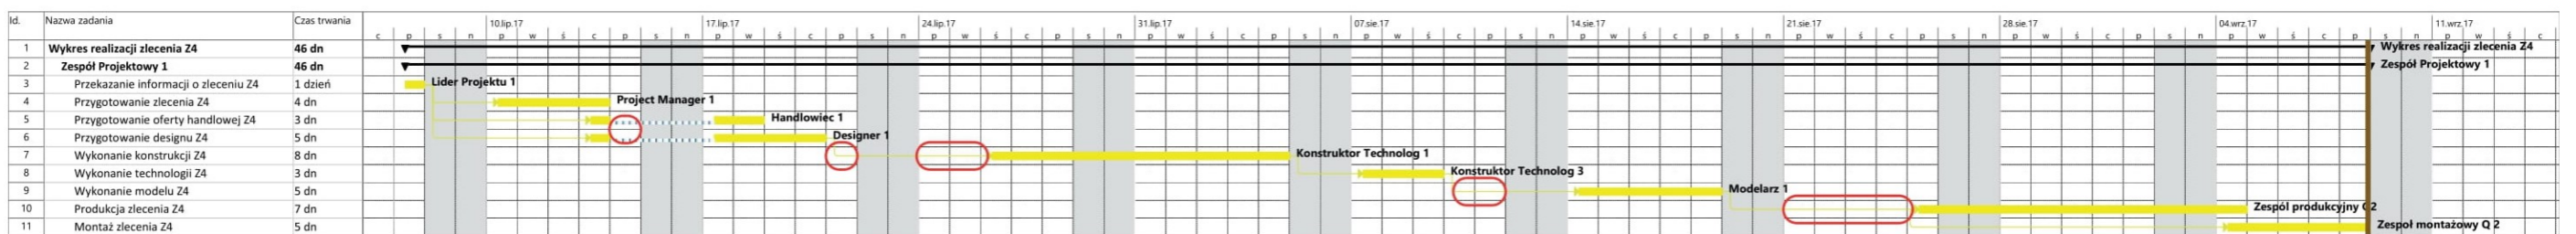 Id. Nazwa zadania Czas trwania 10.lip.17 17.lip.17 24.lip.17 31.lip.17 07.sie.17 14.sie.17 21.sie.17 28.sie.17 04.wrz.17 11.wrz.17
c p s n p w ś c p s n p w ś c p s n p w ś c p s n p w ś c p s n p w ś c p s n p w ś c p s n p w ś c p s n p w ś c p s n p w ś c p s n p w ś c
1 Wykres realizacji zlecenia Z4 46 dn Wykres realizacji zlecenia Z4
2 Zespół Projektowy 1 46 dn Zespół Projektowy 1
3 Przekazanie informacji o zleceniu Z4 1 dzień Lider Projektu 1
4 Przygotowanie zlecenia Z4 4 dn Project Manager 1
5 Przygotowanie oferty handlowej Z4 3 dn Handlowiec 1
6 Przygotowanie designu Z4 5 dn Designer 1
7 Wykonanie konstrukcji Z4 8 dn Konstruktor Technolog 1
8 Wykonanie technologii Z4 3 dn Konstruktor Technolog 3
9 Wykonanie modelu Z4 5 dn Modelarz 1
10 Produkcja zlecenia Z4 7 dn Zespól produkcyjny Q2
11 Montaż zlecenia Z4 5 dn Zespoł montażowy Q 2